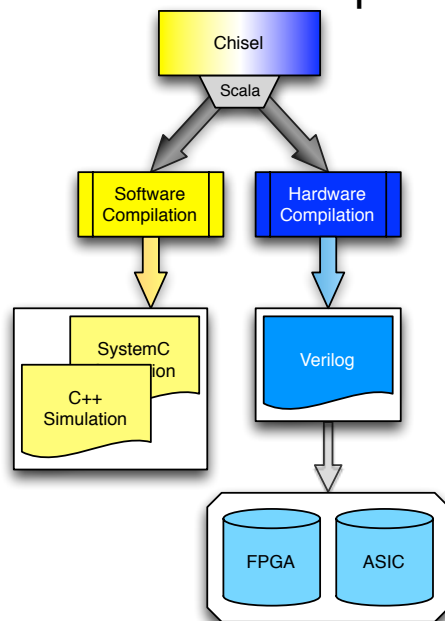 Chisel
Scala
Software
Compilation
Hardware
Compilation
SystemC
C++
Simulation
Verilog
FPGA
ASIC